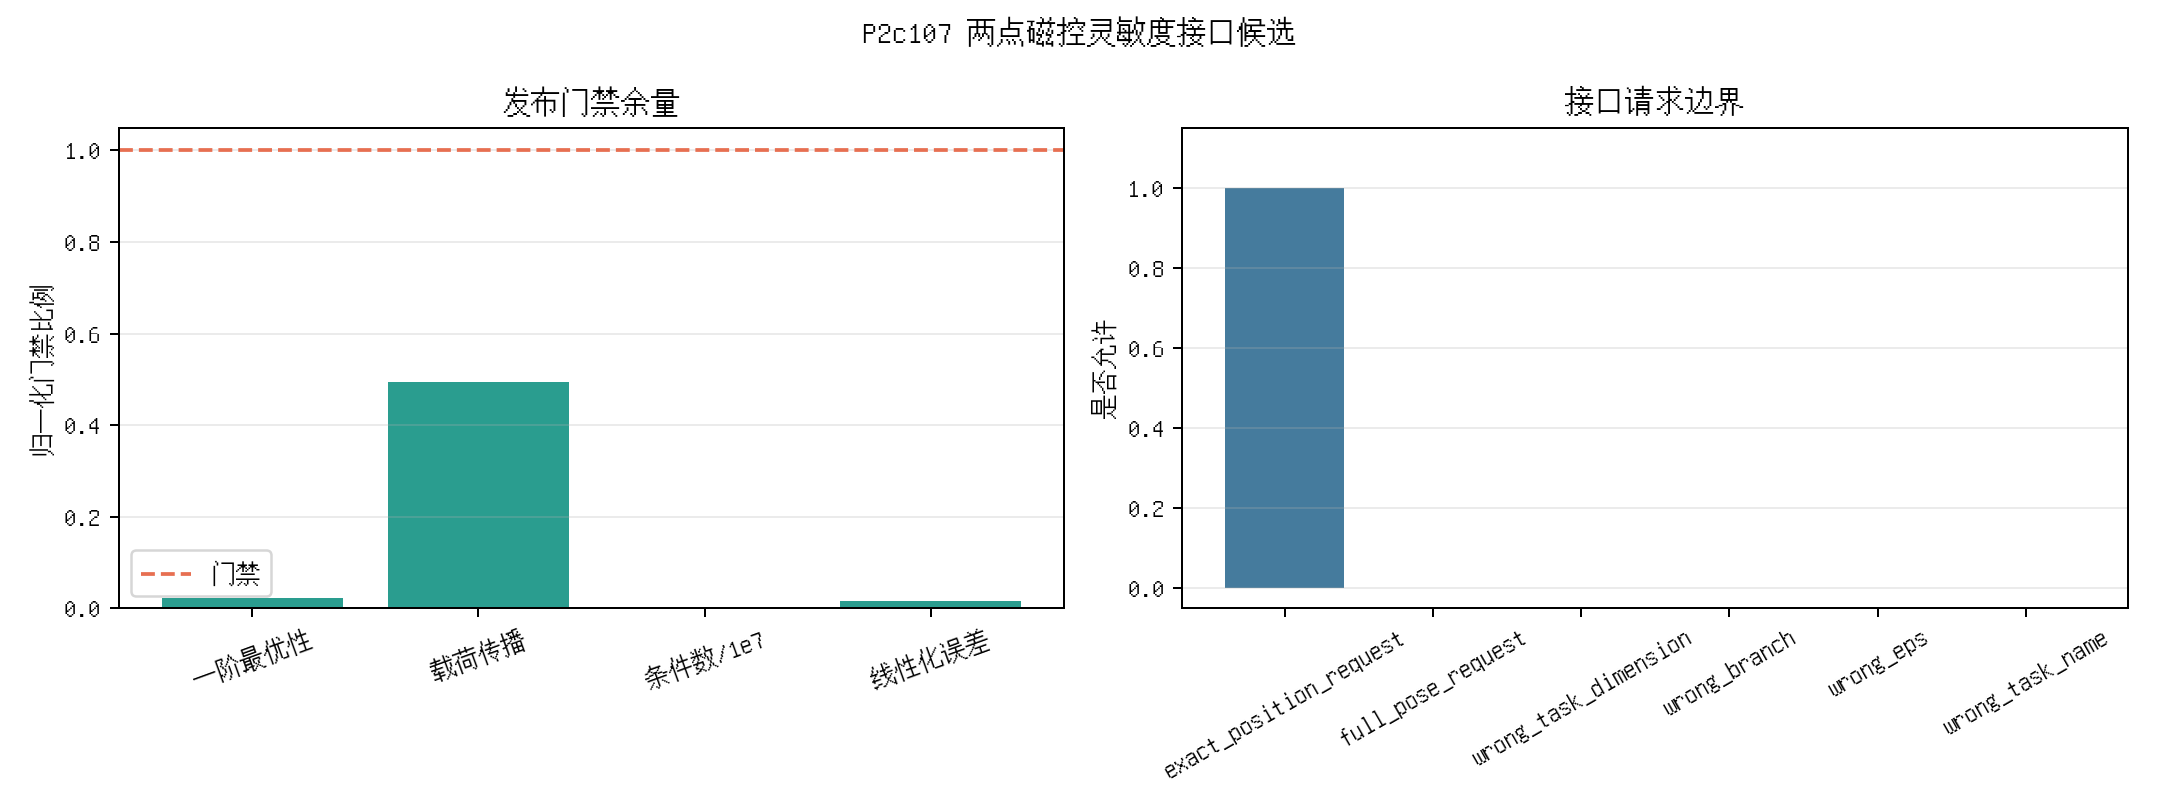 P2c107 两点磁控灵敏度接口候选
发布门禁余量
归一化门禁比例
1.0
0.8
0.6
0.4
0.2
0.0
门禁
一阶最优性
载荷传播
条件数/1e7
线性化误差
接口请求边界
是否允许
1.0
0.8
0.6
0.4
0.2
0.0
exact_position_request
full_pose_request
wrong_task_dimension
wrong_branch
wrong_eps
wrong_task_name